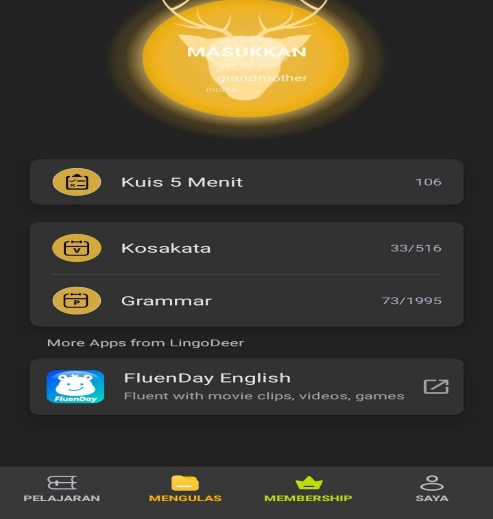 MASUKKAN
grandmother
mother
Kuis 5 Menit 106
Kosakata 33/516
V
Grammar 73/1995
P
More Apps from LingoDeer
FluenDay English
Fluent with movie clips, videos, games
FluenDay
PELAJARAN MENGULAS MEMBERSHIP SAYA